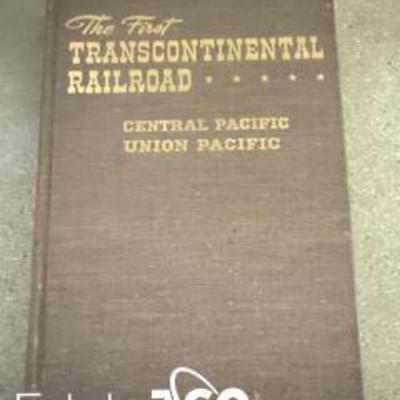 The First
TRANSCONTINENTAL
RAILROAD * * * * *
CENTRAL PACIFIC
UNION PACIFIC